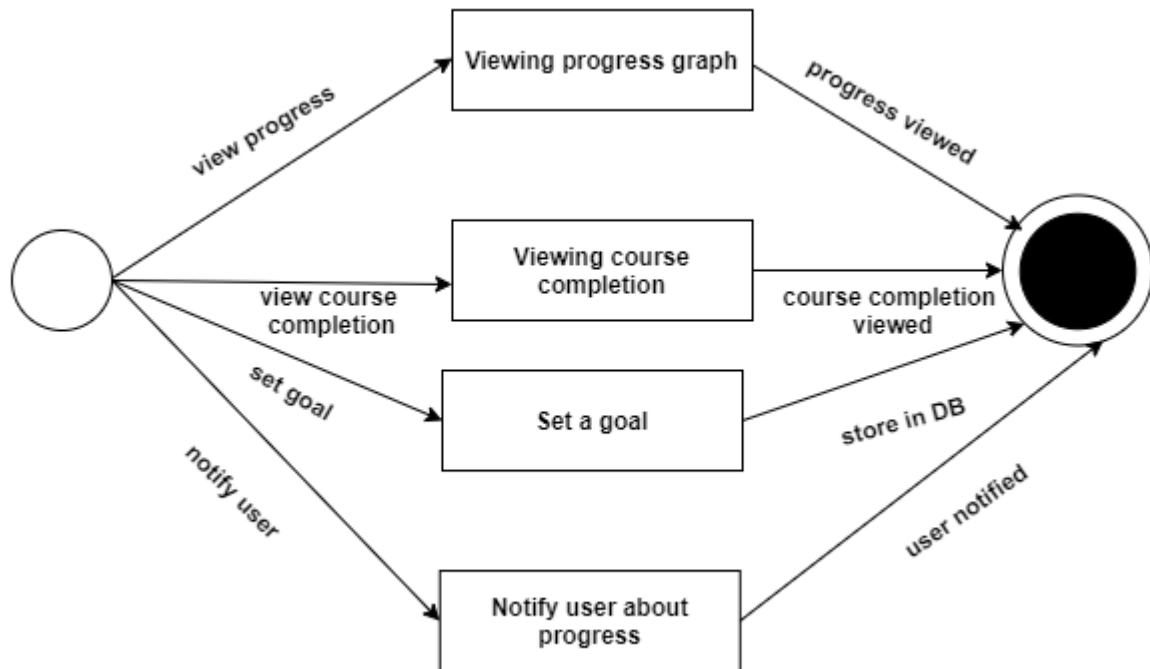 Viewing progress graph
view progress
progress viewed
Viewing course
completion
view course
completion
course completion
viewed
set goal
Set a goal
store in DB
notify user
user notified
Notify user about
progress